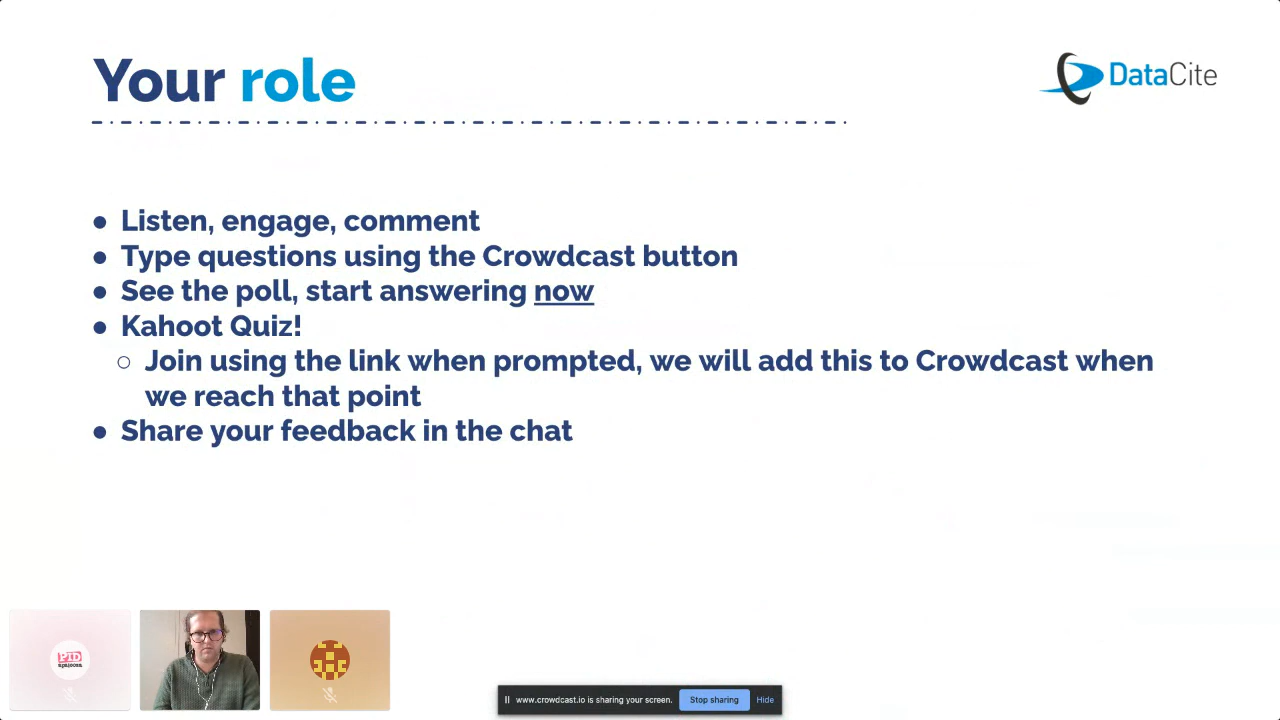 Your role
DataCite
● Listen, engage, comment
● Type questions using the Crowdcast button
● See the poll, start answering now
● Kahoot Quiz!
○ Join using the link when prompted, we will add this to Crowdcast when
we reach that point
● Share your feedback in the chat
PID
apalooza
www.crowdcast.io is sharing your screen.
Stop sharing
Hide